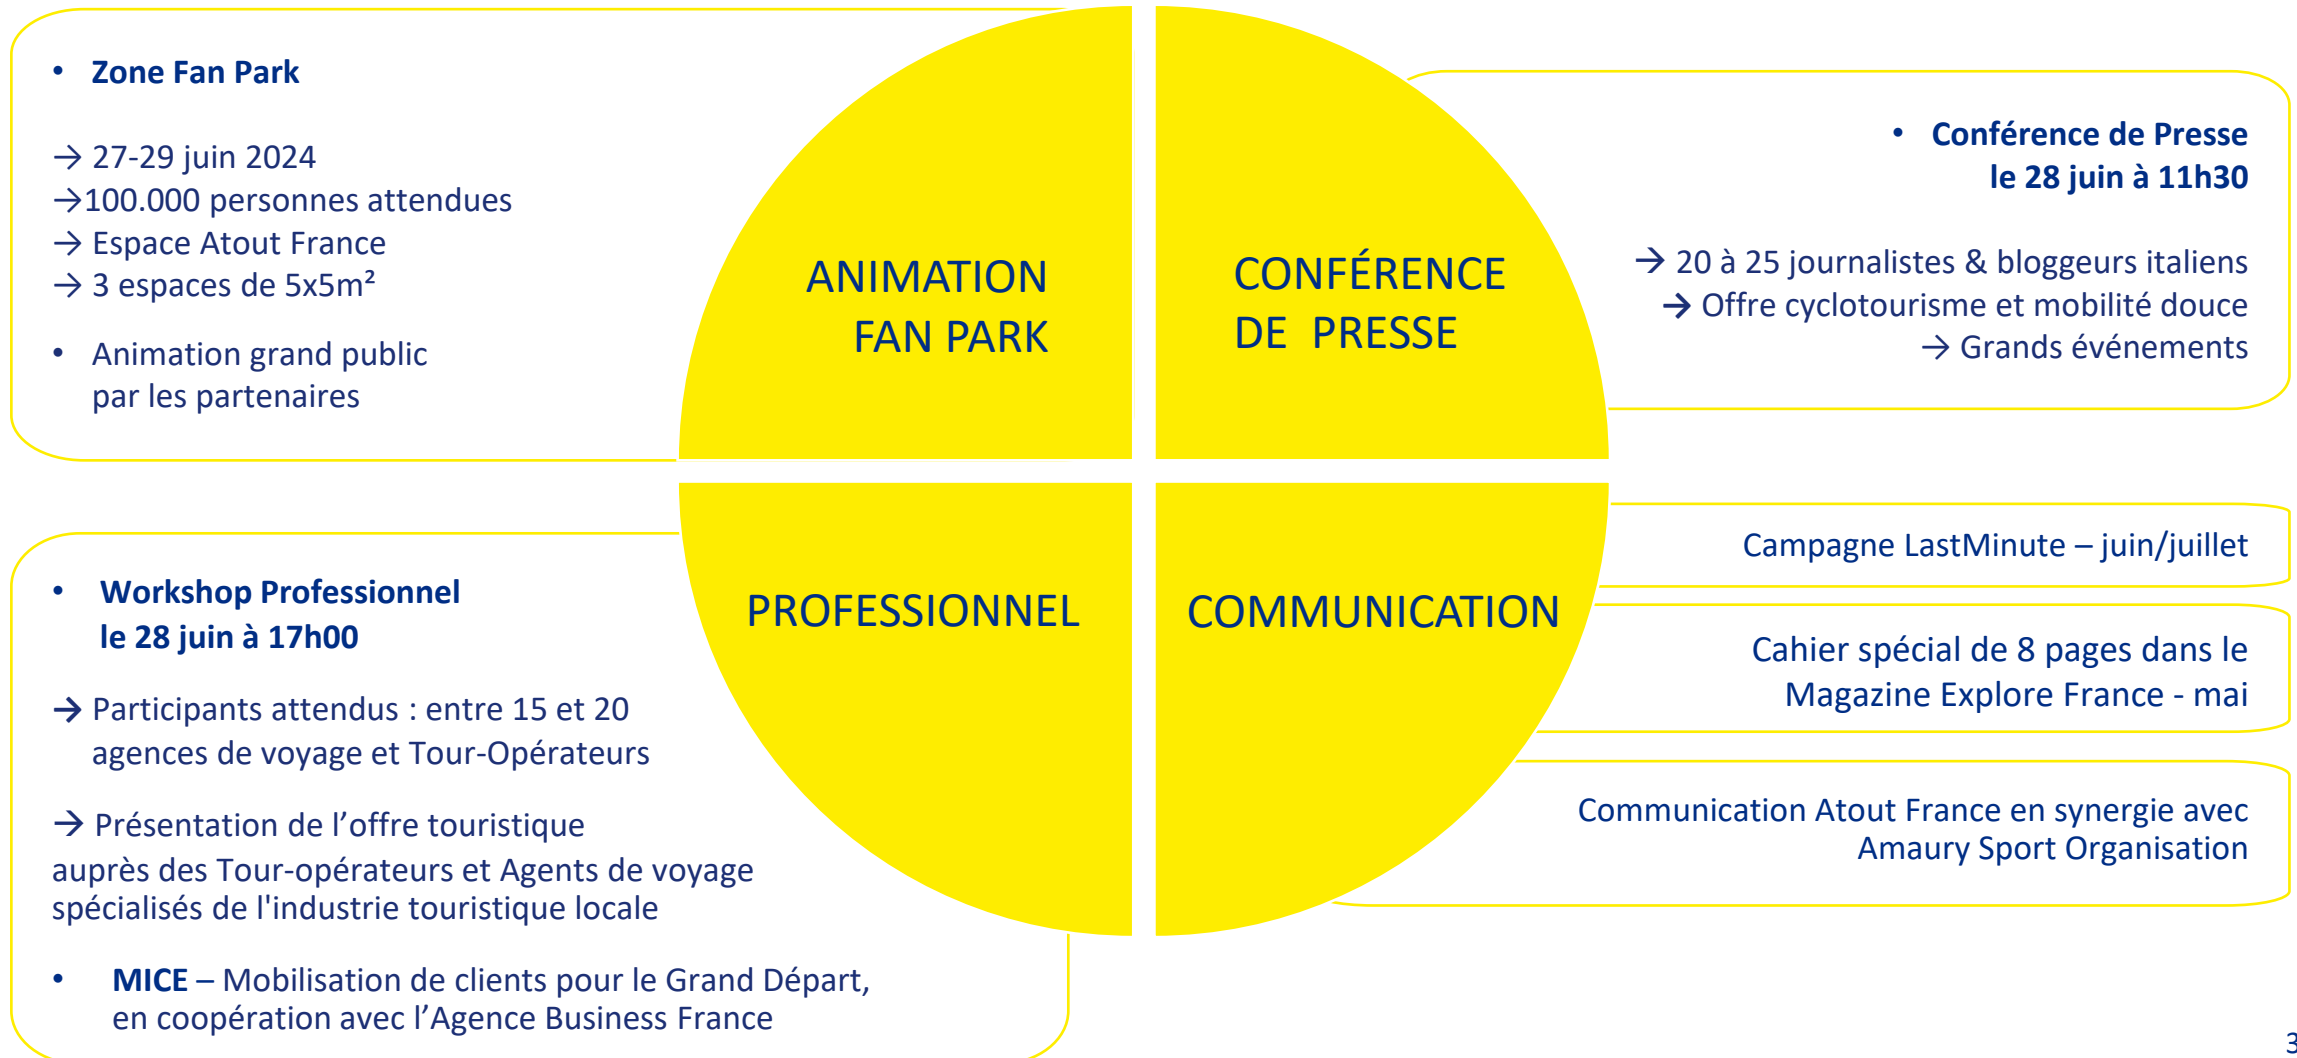 • Zone Fan Park
→ 27-29 juin 2024
→100.000 personnes attendues
→ Espace Atout France
→ 3 espaces de 5x5m²
• Animation grand public
par les partenaires
ANIMATION
FAN PARK
CONFÉRENCE
DE PRESSE
• Conférence de Presse
le 28 juin à 11h30
→ 20 à 25 journalistes & bloggeurs italiens
→ Offre cyclotourisme et mobilité douce
→ Grands événements
• Workshop Professionnel
le 28 juin à 17h00
→ Participants attendus : entre 15 et 20
agences de voyage et Tour-Opérateurs
→ Présentation de l’offre touristique
auprès des Tour-opérateurs et Agents de voyage
spécialisés de l'industrie touristique locale
• MICE – Mobilisation de clients pour le Grand Départ,
en coopération avec l’Agence Business France
PROFESSIONNEL
COMMUNICATION
Campagne LastMinute – juin/juillet
Cahier spécial de 8 pages dans le
Magazine Explore France - mai
Communication Atout France en synergie avec
Amaury Sport Organisation
3